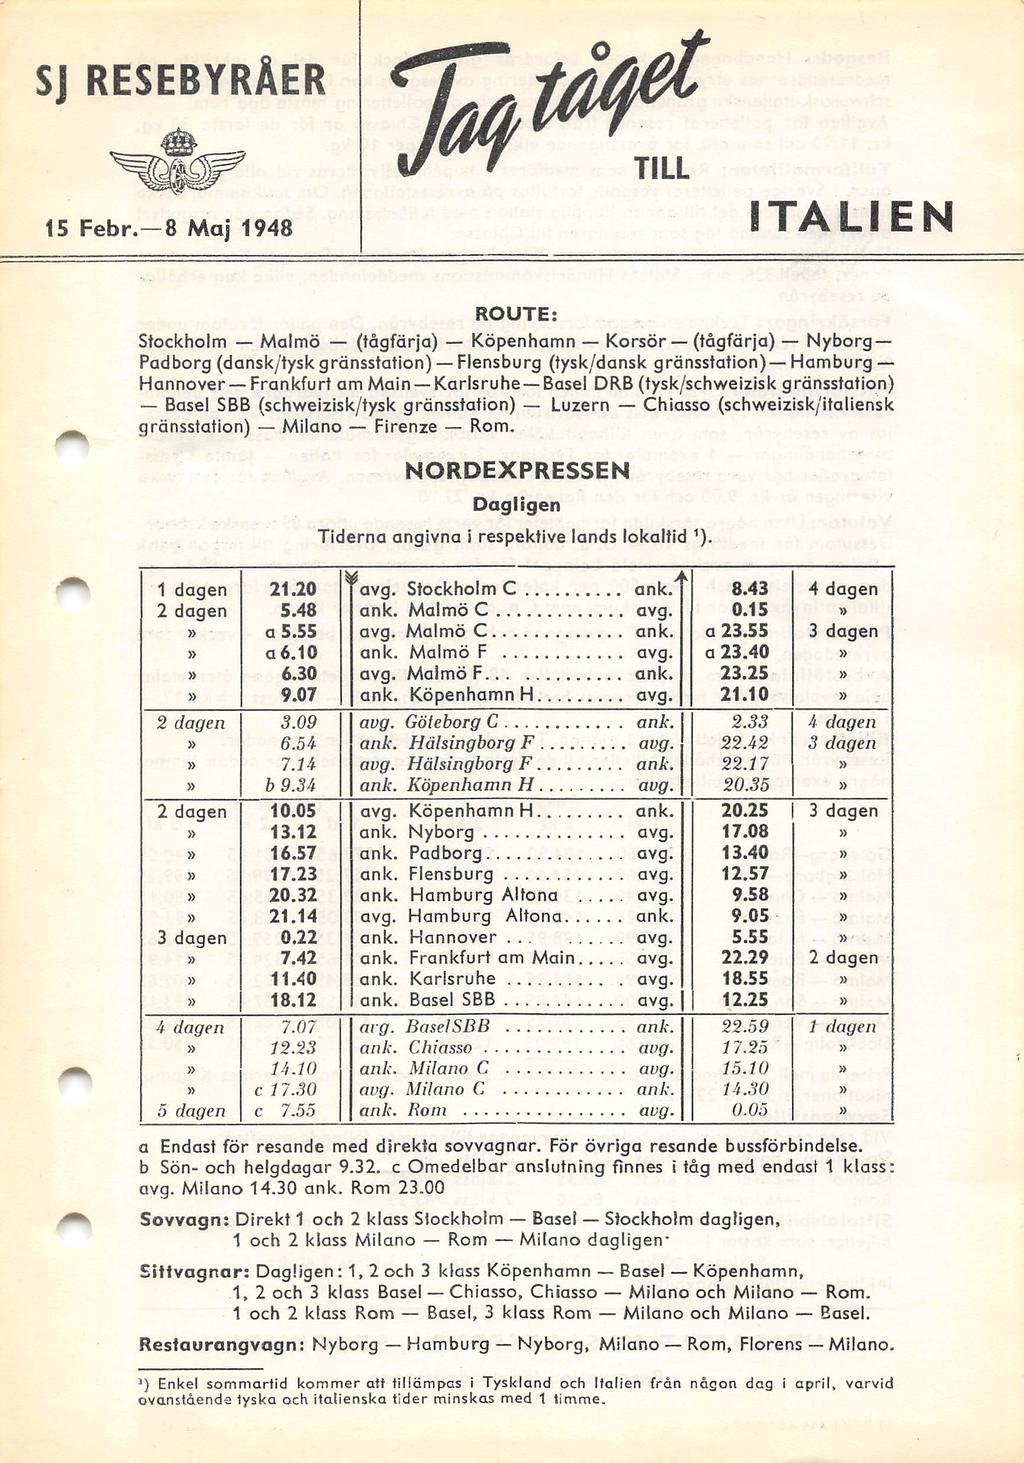 SJ RESEBYRÅER
15 Febr.—8 Maj 1948
Tag tåget
TILL
ITALIEN
ROUTE:
Stockholm — Malmö — (tågfärja) — Köpenhamn — Korsör — (tågfärja) — Nyborg—
Padborg (dansk/tysk gränsstation) — Flensburg (tysk/dansk gränsstation) — Hamburg —
Hannover — Frankfurt am Main — Karlsruhe — Basel DRB (tysk/schweizisk gränsstation)
— Basel SBB (schweizisk/tysk gränsstation) — Luzern — Chiasso (schweizisk/italiensk
gränsstation) — Milano — Firenze — Rom.
NORDEXPRESSEN
Dagligen
Tiderna angivna i respektive lands lokaltid ¹).
1 dagen 21.20 avg. Stockholm C .......... ank. 8.43 4 dagen
2 dagen 5.48 ank. Malmö C ............ avg. 0.15 »
» a 5.55 avg. Malmö C ............ ank. a 23.55 3 dagen
» a 6.10 ank. Malmö F ............ avg. a 23.40 »
» 6.30 avg. Malmö F ............ ank. 23.25 »
» 9.07 ank. Köpenhamn H ......... avg. 21.10 »
2 dagen 3.09 avg. Göteborg C ............ ank. 2.33 4 dagen
» 6.54 ank. Hälsingborg F ......... avg. 22.42 3 dagen
» 7.14 avg. Hälsingborg F ......... ank. 22.17 »
» b 9.34 ank. Köpenhamn H ......... avg. 20.35 »
2 dagen 10.05 avg. Köpenhamn H ......... ank. 20.25 3 dagen
» 13.12 ank. Nyborg .............. avg. 17.08 »
» 16.57 ank. Padborg .............. avg. 13.40 »
» 17.23 ank. Flensburg ............ avg. 12.57 »
» 20.32 ank. Hamburg Altona ..... avg. 9.58 »
» 21.14 avg. Hamburg Altona ...... ank. 9.05 »
3 dagen 0.22 ank. Hannover ............ avg. 5.55 »
» 7.42 ank. Frankfurt am Main ..... avg. 22.29 2 dagen
» 11.40 ank. Karlsruhe ............ avg. 18.55 »
» 18.12 ank. Basel SBB ............ avg. 12.25 »
4 dagen 7.07 avg. Basel SBB ............ ank. 22.59 1 dagen
» 12.23 ank. Chiasso .............. avg. 17.25 »
» 14.10 ank. Milano C ............. avg. 15.10 »
» c 17.30 avg. Milano C ............. ank. 14.30 »
5 dagen c 7.55 ank. Rom ................ avg. 0.05 »
a Endast för resande med direkta sovvagnar. För övriga resande bussförbindelse.
b Sön- och helgdagar 9.32. c Omedelbar anslutning finnes i tåg med endast 1 klass:
avg. Milano 14.30 ank. Rom 23.00
Sovvagn: Direkt 1 och 2 klass Stockholm — Basel — Stockholm dagligen,
1 och 2 klass Milano — Rom — Milano dagligen·
Sittvagnar: Dagligen: 1, 2 och 3 klass Köpenhamn — Basel — Köpenhamn,
1, 2 och 3 klass Basel — Chiasso, Chiasso — Milano och Milano — Rom.
1 och 2 klass Rom — Basel, 3 klass Rom — Milano och Milano — Basel.
Restaurangvagn: Nyborg — Hamburg — Nyborg, Milano — Rom, Florens — Milano.
¹) Enkel sommartid kommer att tillämpas i Tyskland och Italien från någon dag i april, varvid
ovanstående tyska och italienska tider minskas med 1 timme.